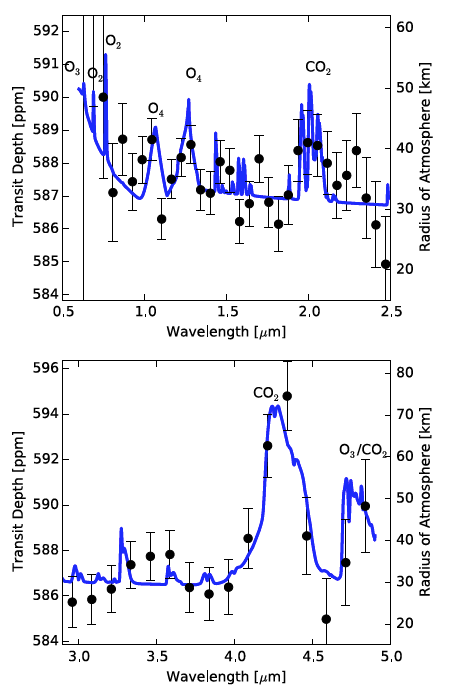 592
591
590
589
588
587
586
585
584
Transit Depth [ppm]
O₃
O₂
O₂
O₄
O₄
CO₂
60
50
40
30
20
Radius of Atmosphere [km]
0.5 1.0 1.5 2.0 2.5
Wavelength [μm]
596
594
592
590
588
586
584
Transit Depth [ppm]
CO₂
O₃/CO₂
80
70
60
50
40
30
20
Radius of Atmosphere [km]
3.0 3.5 4.0 4.5 5.0
Wavelength [μm]